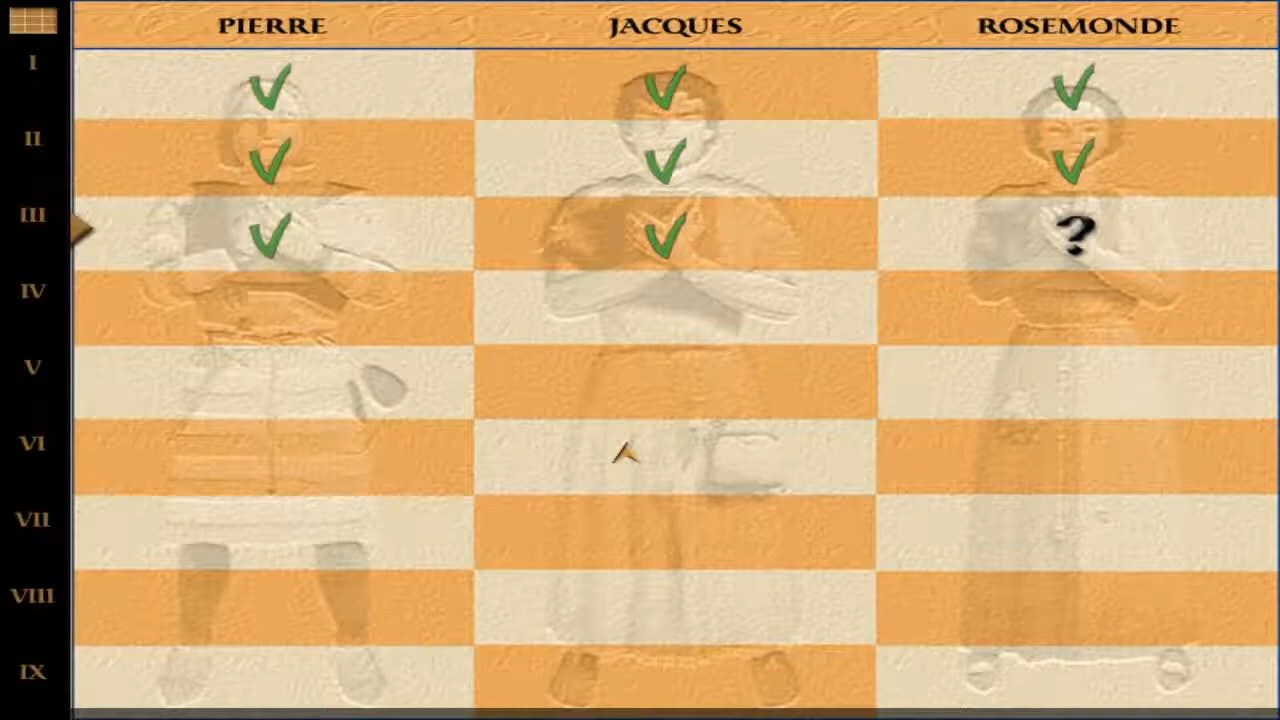 PIERRE JACQUES ROSEMONDE
I
II
III ?
IV
V
VI
VII
VIII
IX